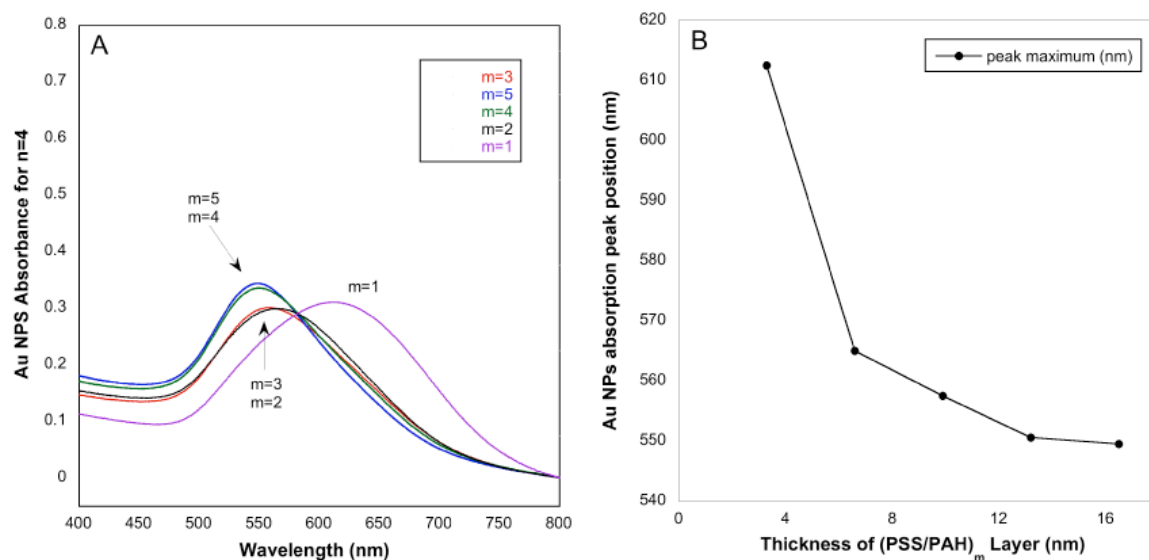 A
0.8
0.7
0.6
0.5
0.4
0.3
0.2
0.1
0
Au NPS Absorbance for n=4
m=3
m=5
m=4
m=2
m=1
m=5
m=4
m=1
m=3
m=2
400 450 500 550 600 650 700 750 800
Wavelength (nm)
B
620
610
600
590
580
570
560
550
540
Au NPs absorption peak position (nm)
peak maximum (nm)
0 4 8 12 16
Thickness of (PSS/PAH)m Layer (nm)